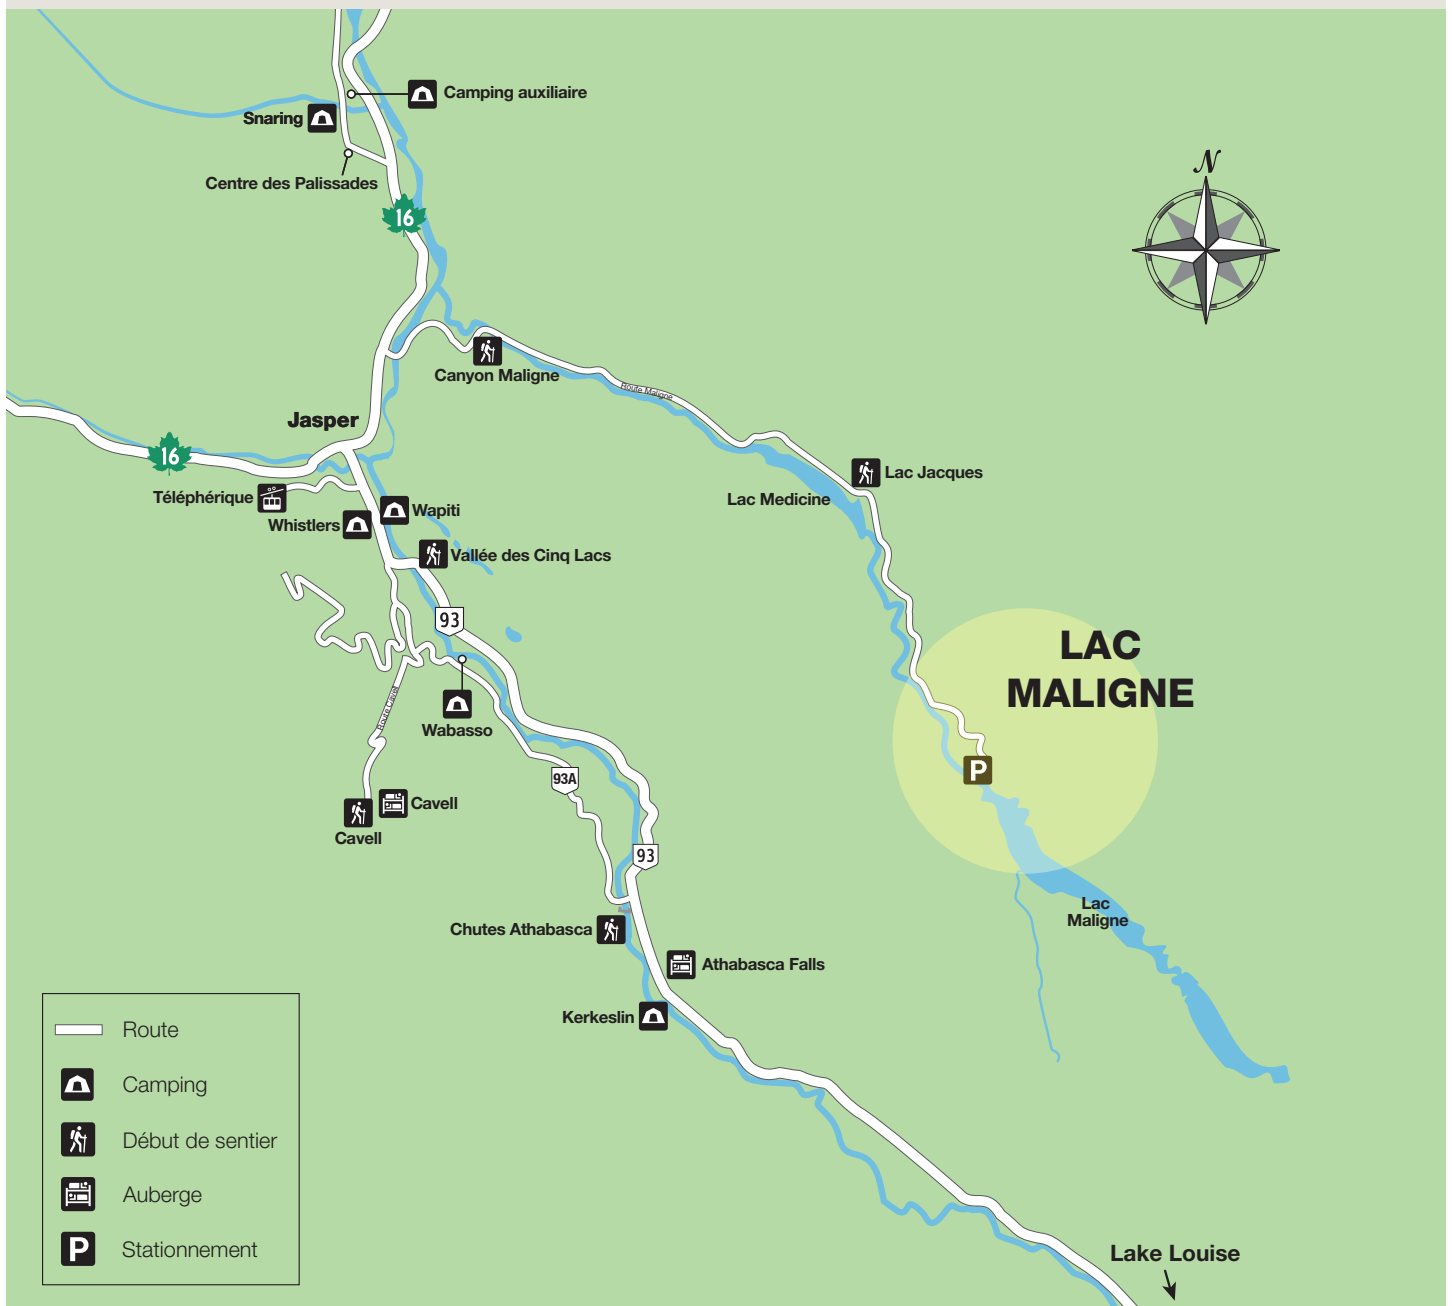 Camping auxiliaire
Snaring
Centre des Palissades
N
16
Canyon Maligne
Route Maligne
Jasper
16
Lac Jacques
Téléphérique
Lac Medicine
Wapiti
Whistlers
Vallée des Cinq Lacs
93
LAC
MALIGNE
Route Cavell
Wabasso
P
93A
Cavell
Cavell
93
Lac
Maligne
Chutes Athabasca
Athabasca Falls
Kerkeslin
Route
Camping
Début de sentier
Auberge
P
Stationnement
Lake Louise